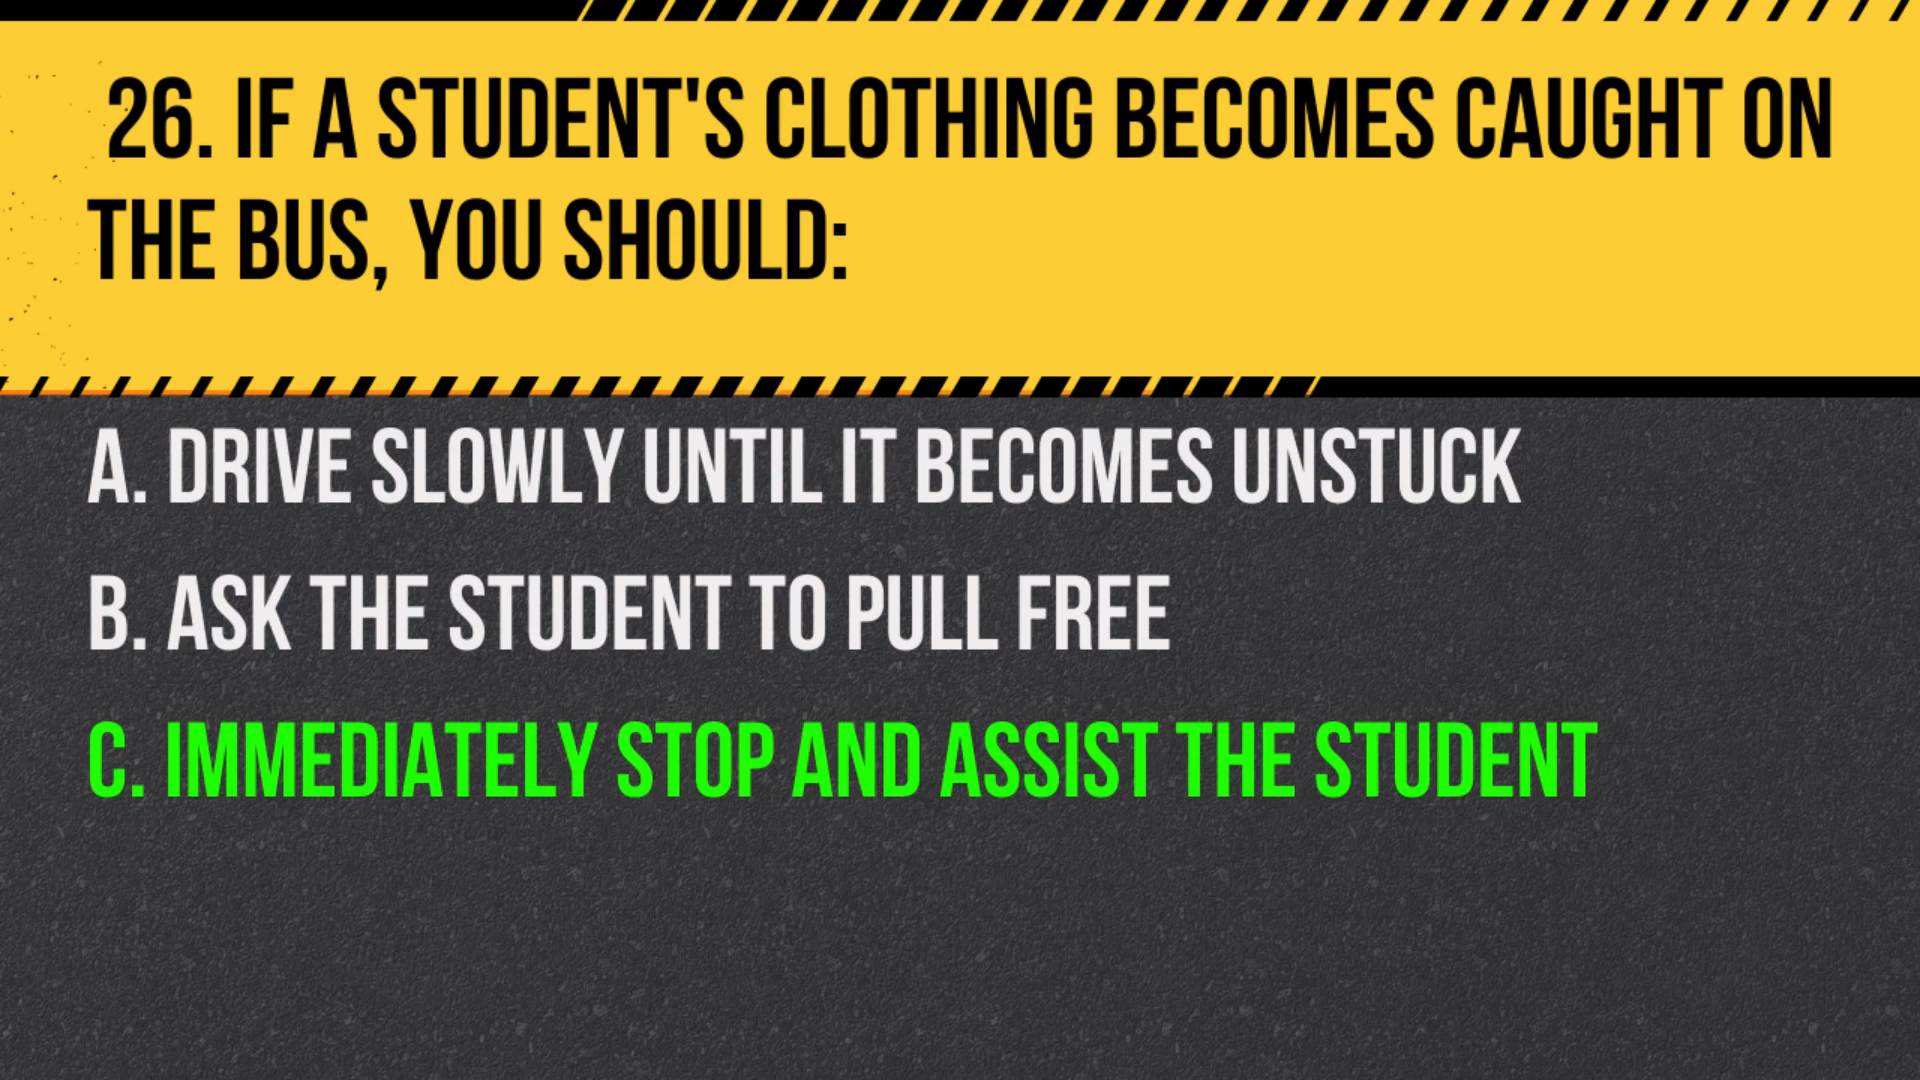 26. IF A STUDENT'S CLOTHING BECOMES CAUGHT ON
THE BUS, YOU SHOULD:
A. DRIVE SLOWLY UNTIL IT BECOMES UNSTUCK
B. ASK THE STUDENT TO PULL FREE
C. IMMEDIATELY STOP AND ASSIST THE STUDENT